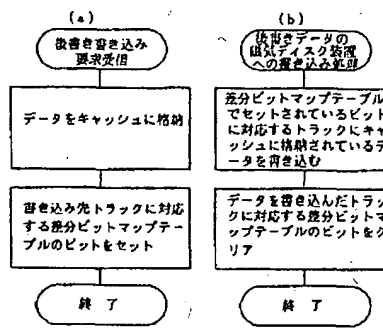 (a)
後書き書き込み
要求受信
データをキャッシュに格納
書き込み先トラックに対応
する差分ビットマップテー
ブルのビットをセット
終了
(b)
後書きデータの
磁気ディスク装置
への書き込み処理
差分ビットマップテーブル
でセットされているビット
に対応するトラックにキャ
ッシュに格納されているデ
ータを書き込む
データを書き込んだトラッ
クに対応する差分ビットマ
ップテーブルのビットをク
リア
終了